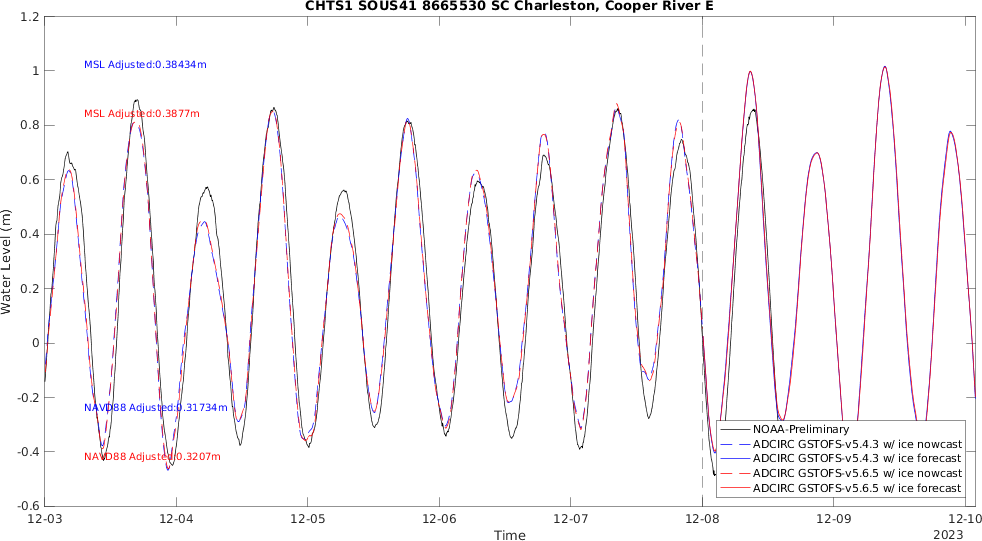 CHTS1 SOUS41 8665530 SC Charleston, Cooper River E
1.2
1
0.8
0.6
0.4
0.2
0
-0.2
-0.4
-0.6
Water Level (m)
MSL Adjusted:0.38434m
MSL Adjusted:0.3877m
NAVD88 Adjusted:0.31734m
NAVD88 Adjusted:0.3207m
NOAA-Preliminary
ADCIRC GSTOFS-v5.4.3 w/ ice nowcast
ADCIRC GSTOFS-v5.4.3 w/ ice forecast
ADCIRC GSTOFS-v5.6.5 w/ ice nowcast
ADCIRC GSTOFS-v5.6.5 w/ ice forecast
12-03 12-04 12-05 12-06 12-07 12-08 12-09 12-10
Time
2023